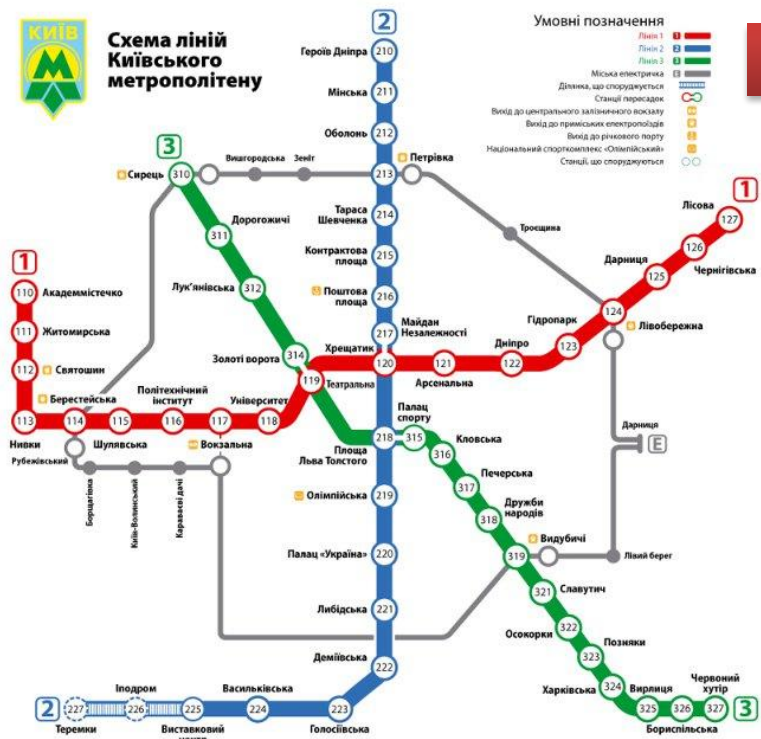 КИЇВ
Схема ліній
Київського
метрополітену
Умовні позначення
Лінія 1
1
Лінія 2
2
Лінія 3
3
Міська електричка
E
Ділянка, що споруджується
Станції пересадок
Вихід до центрального залізничного вокзалу
Вихід до приміських електропоїздів
Вихід до річкового порту
Національний спорткомплекс «Олімпійський»
Станції, що споруджуються
2
Героїв Дніпра
210
Мінська
211
Оболонь
212
213
Петрівка
Тараса
Шевченка
214
Контрактова
площа
215
Поштова
площа
216
Майдан
Незалежності
217
3
Сирець
310
Вишгородська
Зеніт
Дорогожичі
311
Лук'янівська
312
Золоті ворота
314
Троєщина
1
Лісова
127
126
Чернігівська
Дарниця
125
124
Лівобережна
Гідропарк
123
Дніпро
122
121
Арсенальна
Хрещатик
120
119
Театральна
1
110
Академмістечко
111
Житомирська
112
Святошин
Берестейська
113
Нивки
114
Рубежівський
115
Шулявська
Політехнічний
інститут
116
117
Вокзальна
Університет
118
Борщагівка
Київ-Волинський
Караваєві дачі
218
Площа
Льва Толстого
Палац
спорту
315
Кловська
316
Печерська
317
Дружби
народів
318
319
Видубичі
Лівий берег
Дарниця
E
Олімпійська
219
Палац «Україна»
220
Либідська
221
Деміївська
222
Славутич
321
Осокорки
322
Позняки
323
Харківська
324
Вирлиця
325
326
Бориспільська
Червоний
хутір
327
3
2
227
Теремки
Іподром
226
225
Виставковий
Васильківська
224
223
Голосіївська